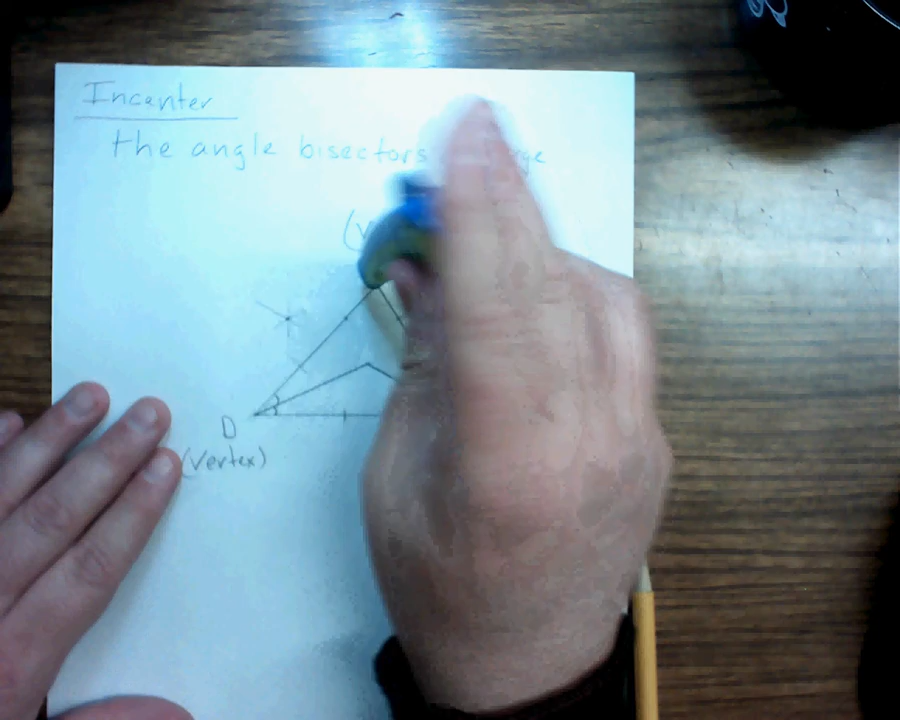 Incenter
the angle bisectors
D
(Vertex)